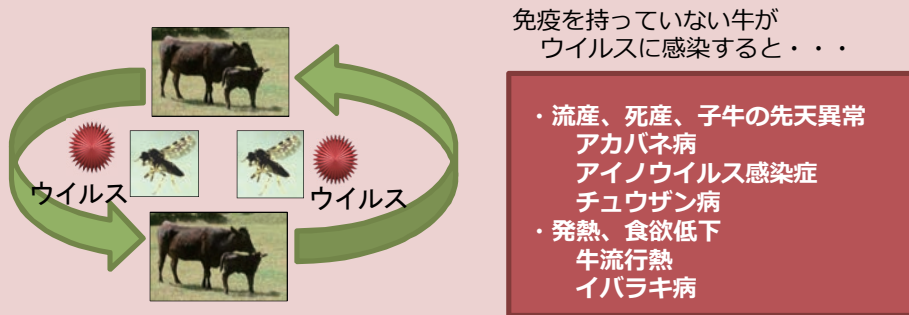 免疫を持っていない牛が
ウイルスに感染すると・・・
ウイルス
ウイルス
・流産、死産、子牛の先天異常
アカバネ病
アイノウイルス感染症
チュウザン病
・発熱、食欲低下
牛流行熱
イバラキ病